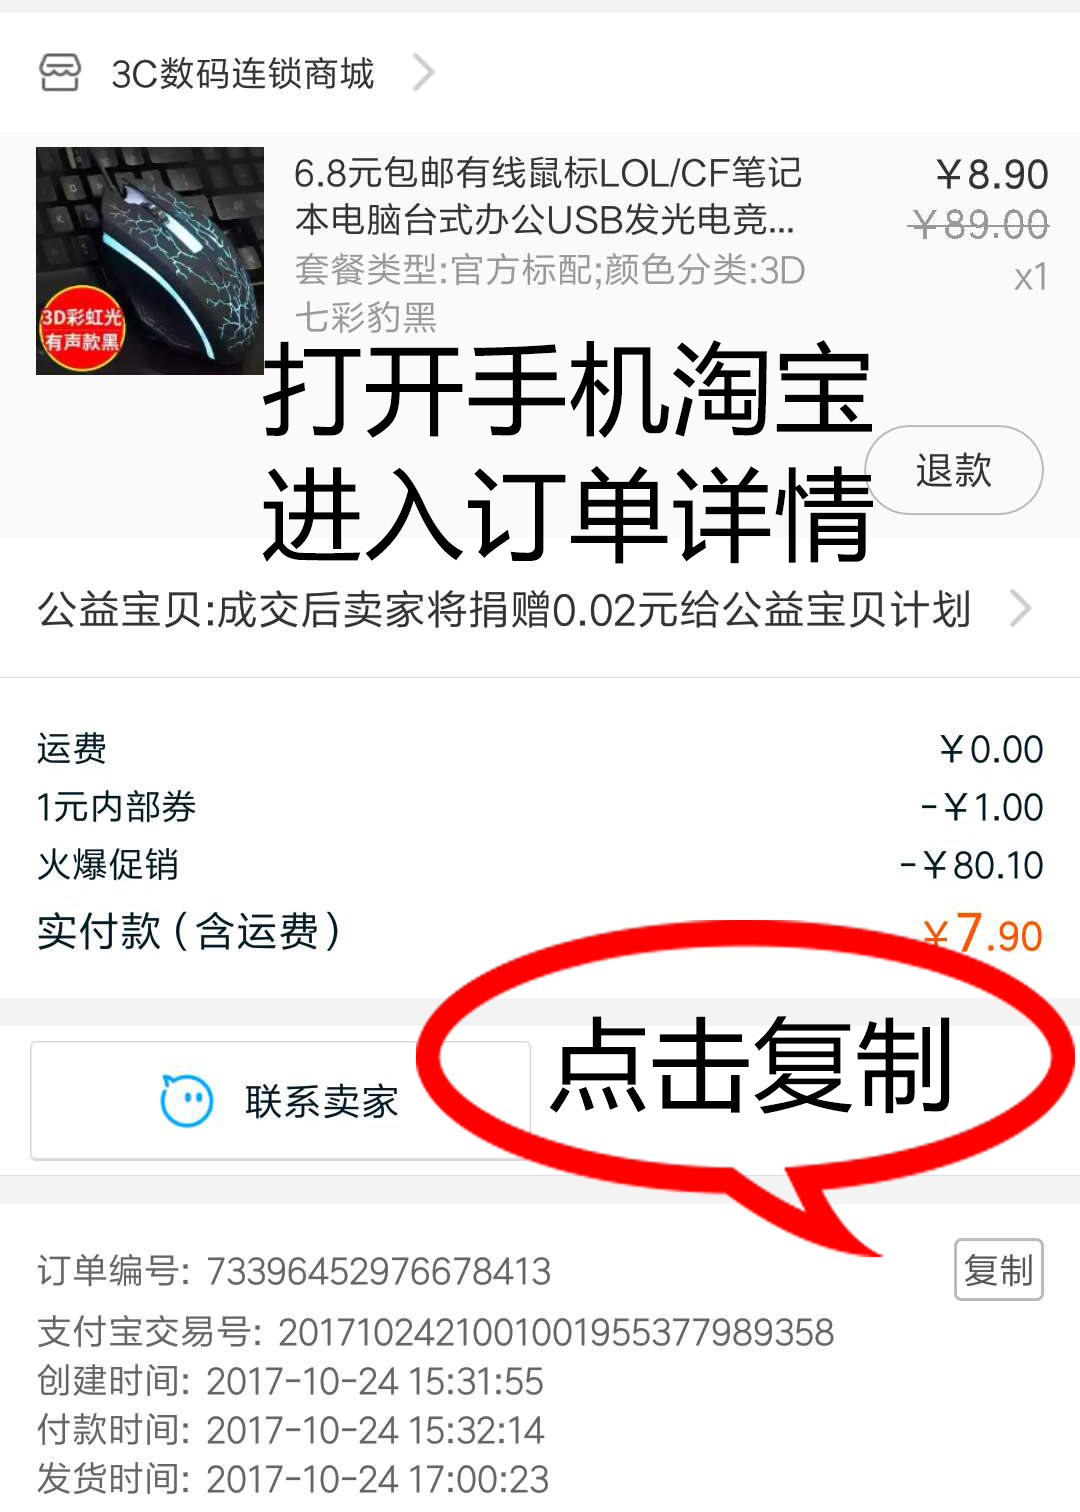 3C数码连锁商城
6.8元包邮有线鼠标LOL/CF笔记
本电脑台式办公USB发光电竞...
￥8.90
￥89.00
套餐类型:官方标配;颜色分类:3D
七彩豹黑
x1
3D彩虹光
有声款黑
打开手机淘宝
进入订单详情
退款
公益宝贝:成交后卖家将捐赠0.02元给公益宝贝计划
运费 ￥0.00
1元内部券 -￥1.00
火爆促销 -￥80.10
实付款（含运费） ￥7.90
点击复制
联系卖家
订单编号: 73396452976678413 复制
支付宝交易号: 2017102421001001955377989358
创建时间: 2017-10-24 15:31:55
付款时间: 2017-10-24 15:32:14
发货时间: 2017-10-24 17:00:23